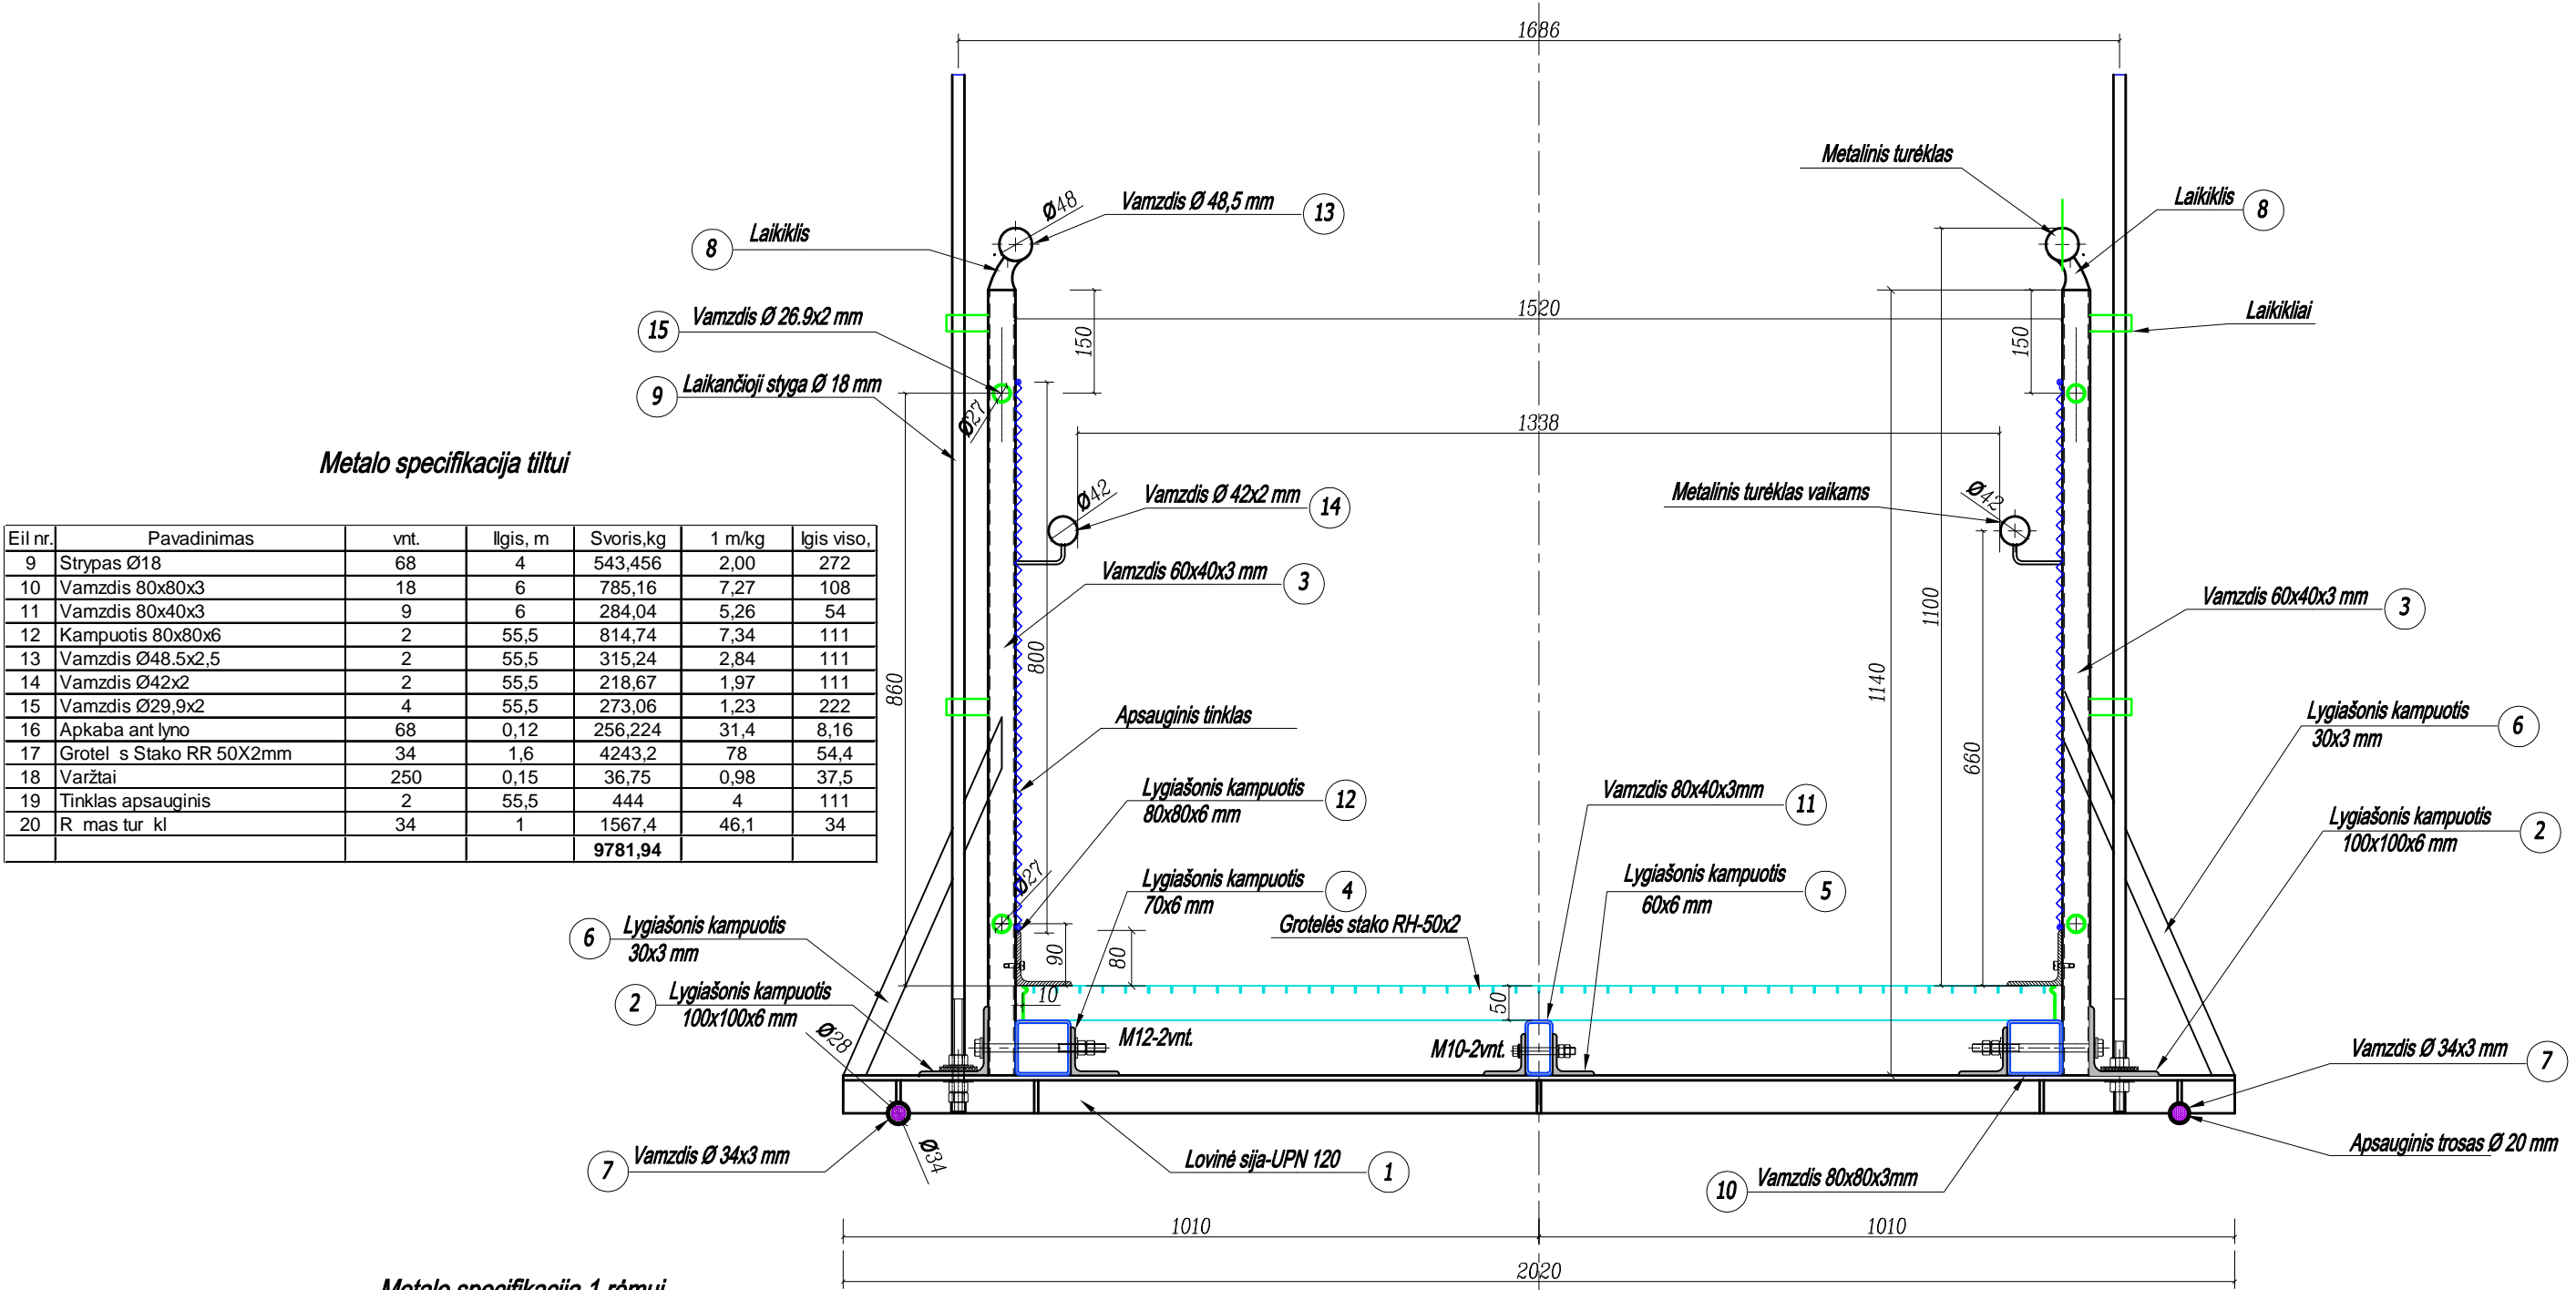 1686
Metalinis turėklas
Ø48
Vamzdis Ø 48,5 mm
13
Laikiklis
8
8
Laikiklis
15
Vamzdis Ø 26.9x2 mm
150
1520
150
Laikikliai
9
Laikančioji styga Ø 18 mm
Ø27
1338
Metalo specifikacija tiltui
Ø42
Vamzdis Ø 42x2 mm
14
Metalinis turėklas vaikams
Ø42
Eil nr. Pavadinimas vnt. Ilgis, m Svoris,kg 1 m/kg Igis viso,
9 Strypas Ø18 68 4 543,456 2,00 272
10 Vamzdis 80x80x3 18 6 785,16 7,27 108
11 Vamzdis 80x40x3 9 6 284,04 5,26 54
12 Kampuotis 80x80x6 2 55,5 814,74 7,34 111
13 Vamzdis Ø48.5x2,5 2 55,5 315,24 2,84 111
14 Vamzdis Ø42x2 2 55,5 218,67 1,97 111
15 Vamzdis Ø29,9x2 4 55,5 273,06 1,23 222
16 Apkaba ant lyno 68 0,12 256,224 31,4 8,16
17 Grotel s Stako RR 50X2mm 34 1,6 4243,2 78 54,4
18 Varžtai 250 0,15 36,75 0,98 37,5
19 Tinklas apsauginis 2 55,5 444 4 111
20 R mas tur kl 34 1 1567,4 46,1 34
9781,94
Vamzdis 60x40x3 mm
3
1100
Vamzdis 60x40x3 mm
3
860
800
1140
660
Apsauginis tinklas
Lygiašonis kampuotis
30x3 mm
6
Lygiašonis kampuotis
80x80x6 mm
12
Vamzdis 80x40x3mm
11
Lygiašonis kampuotis
100x100x6 mm
2
Ø27
Lygiašonis kampuotis
70x6 mm
4
Lygiašonis kampuotis
60x6 mm
5
Grotelės stako RH-50x2
6
Lygiašonis kampuotis
30x3 mm
90
80
2
Lygiašonis kampuotis
100x100x6 mm
10
50
Ø28
M12-2vnt.
M10-2vnt.
Vamzdis Ø 34x3 mm
7
7
Vamzdis Ø 34x3 mm
Ø34
Lovinė sija-UPN 120
1
10
Vamzdis 80x80x3mm
Apsauginis trosas Ø 20 mm
1010
1010
2020
Metalo specifikacija 1 rėmui